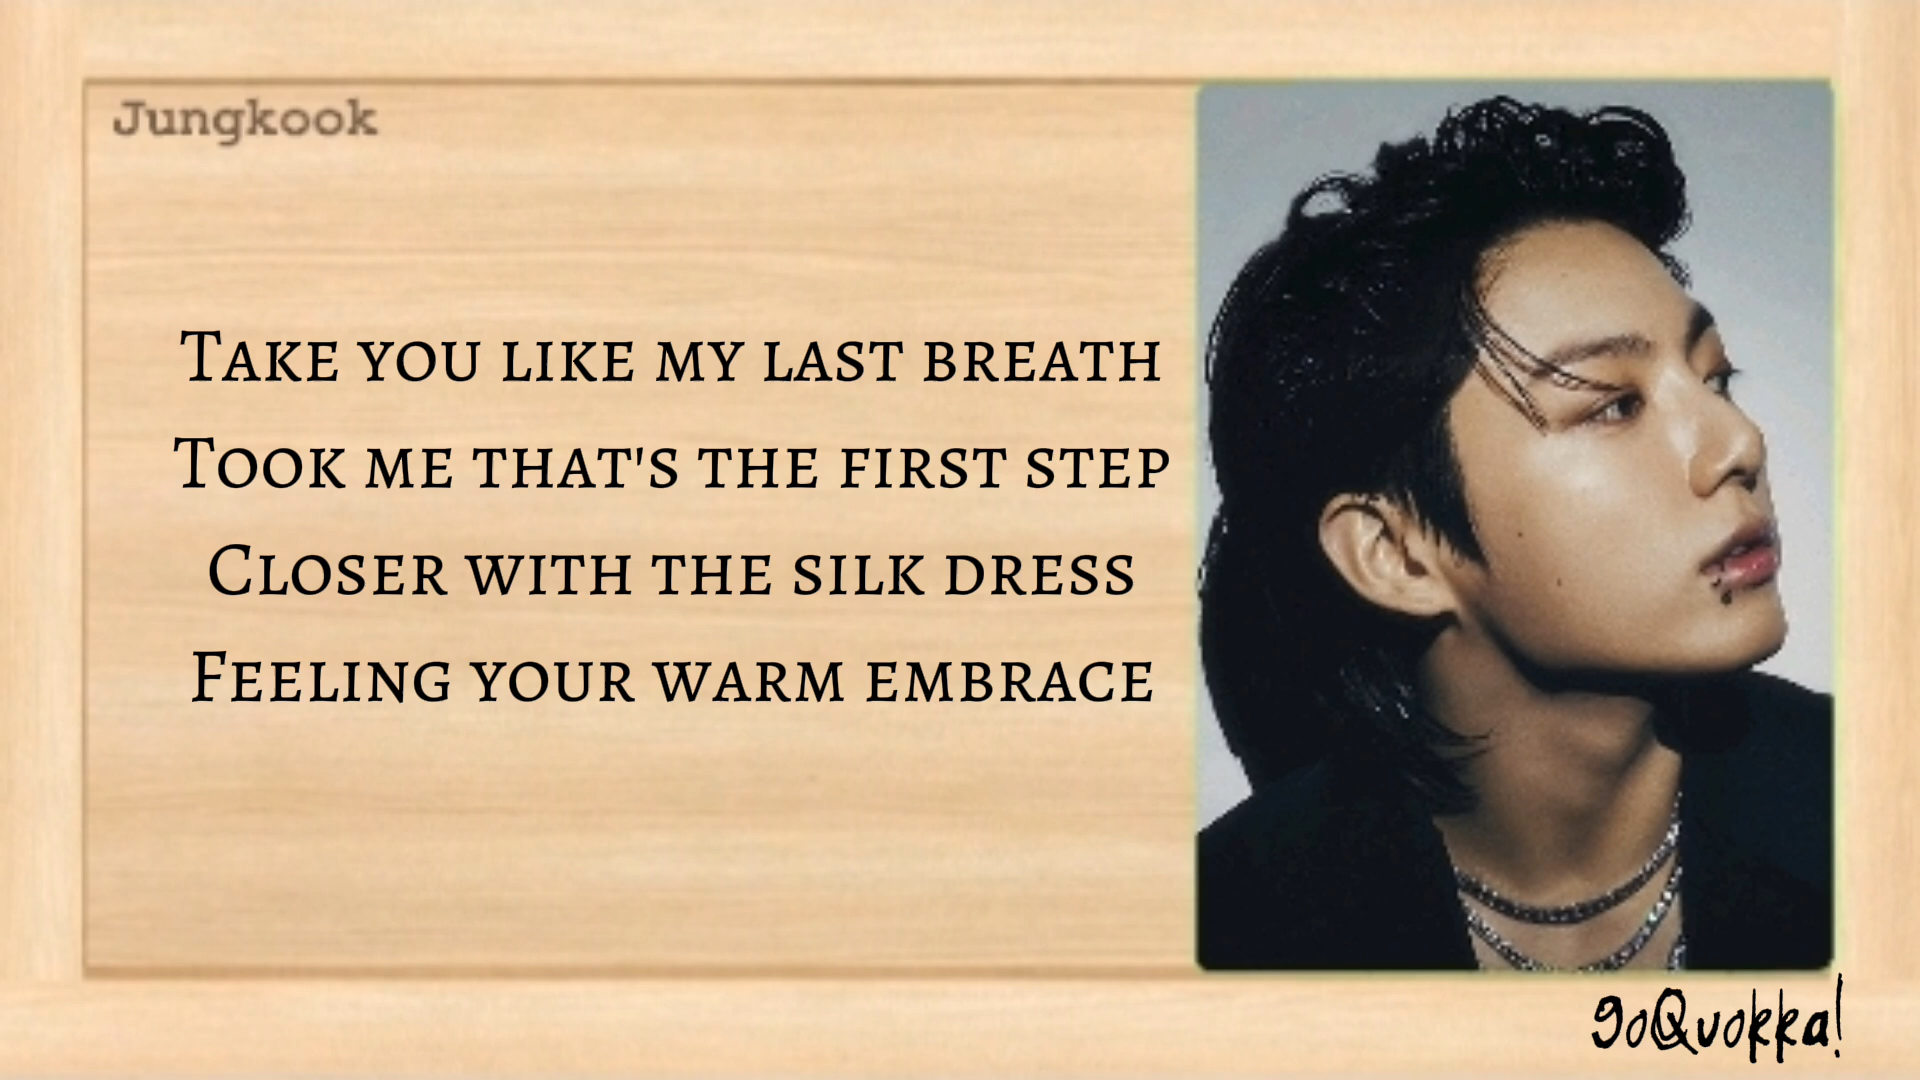 Jungkook
Take you like my last breath
Took me that's the first step
Closer with the silk dress
Feeling your warm embrace
goQuokka!